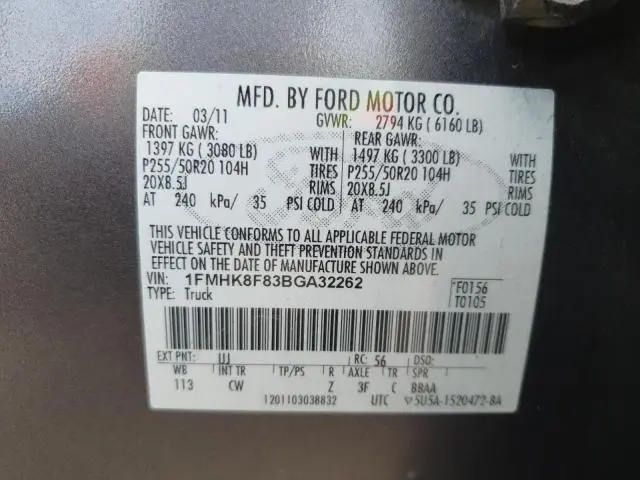 MFD. BY FORD MOTOR CO.
DATE: 03/11 GVWR: 2794 KG ( 6160 LB)
FRONT GAWR: REAR GAWR:
1397 KG ( 3080 LB) WITH 1497 KG ( 3300 LB) WITH
P255/50R20 104H TIRES P255/50R20 104H TIRES
20X8.5J RIMS 20X8.5J RIMS
AT 240 kPa/ 35 PSI COLD AT 240 kPa/ 35 PSI COLD
THIS VEHICLE CONFORMS TO ALL APPLICABLE FEDERAL MOTOR
VEHICLE SAFETY AND THEFT PREVENTION STANDARDS IN
EFFECT ON THE DATE OF MANUFACTURE SHOWN ABOVE.
VIN: 1FMHK8F83BGA32262 F0156
TYPE: Truck T0105
EXT PNT: UJ RC: 56 DSO:
WB INT TR TP/PS R AXLE TR SPR
113 CW Z 3F C BBAA
1201103038832 UTC 5U5A-1520472-BA